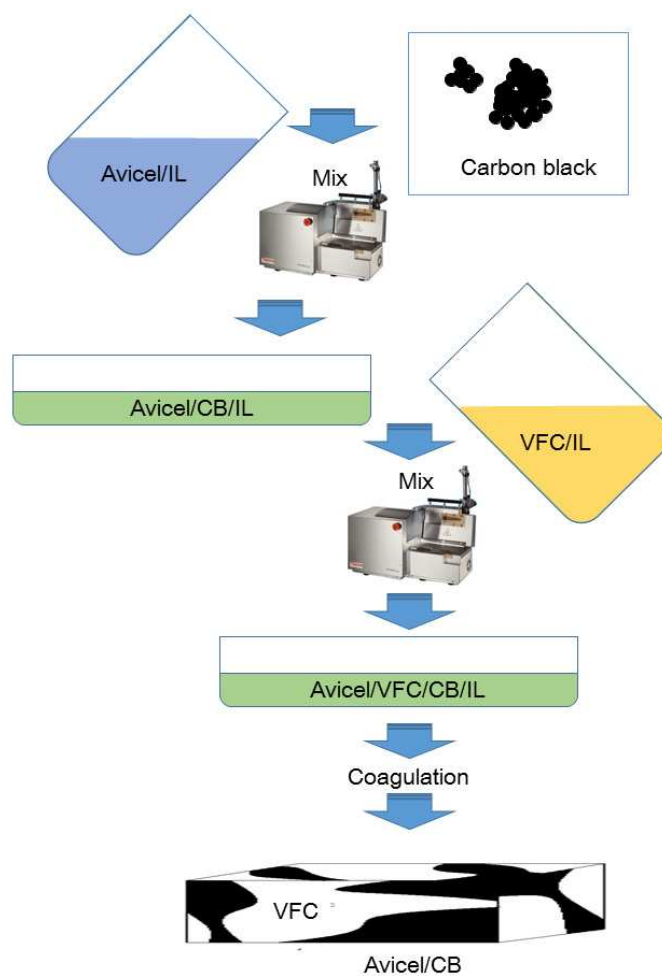 Avicel/IL
Carbon black
Mix
Avicel/CB/IL
VFC/IL
Mix
Avicel/VFC/CB/IL
Coagulation
VFC
Avicel/CB